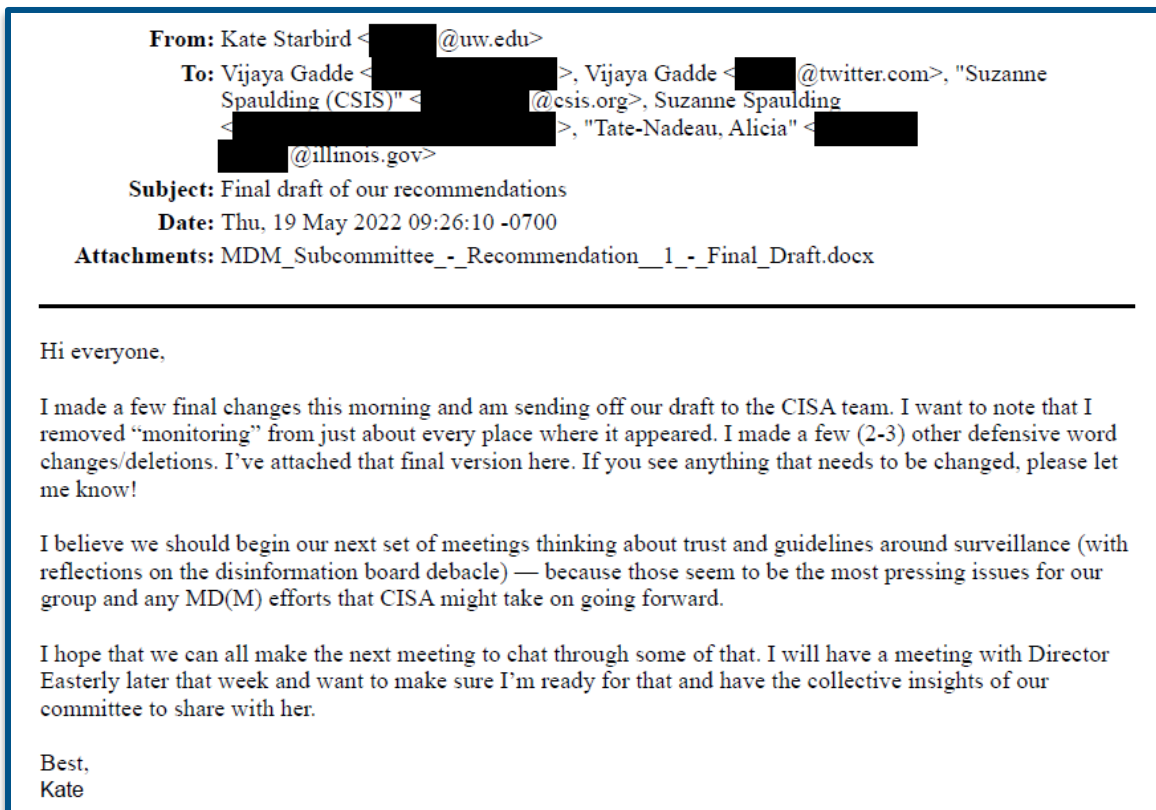 From: Kate Starbird < @uw.edu>
To: Vijaya Gadde < >, Vijaya Gadde < @twitter.com>, "Suzanne
Spaulding (CSIS)" < @csis.org>, Suzanne Spaulding
< >, "Tate-Nadeau, Alicia" <
@illinois.gov>
Subject: Final draft of our recommendations
Date: Thu, 19 May 2022 09:26:10 -0700
Attachments: MDM_Subcommittee_-_Recommendation__1_-_Final_Draft.docx
Hi everyone,
I made a few final changes this morning and am sending off our draft to the CISA team. I want to note that I
removed “monitoring” from just about every place where it appeared. I made a few (2-3) other defensive word
changes/deletions. I’ve attached that final version here. If you see anything that needs to be changed, please let
me know!
I believe we should begin our next set of meetings thinking about trust and guidelines around surveillance (with
reflections on the disinformation board debacle) — because those seem to be the most pressing issues for our
group and any MD(M) efforts that CISA might take on going forward.
I hope that we can all make the next meeting to chat through some of that. I will have a meeting with Director
Easterly later that week and want to make sure I’m ready for that and have the collective insights of our
committee to share with her.
Best,
Kate